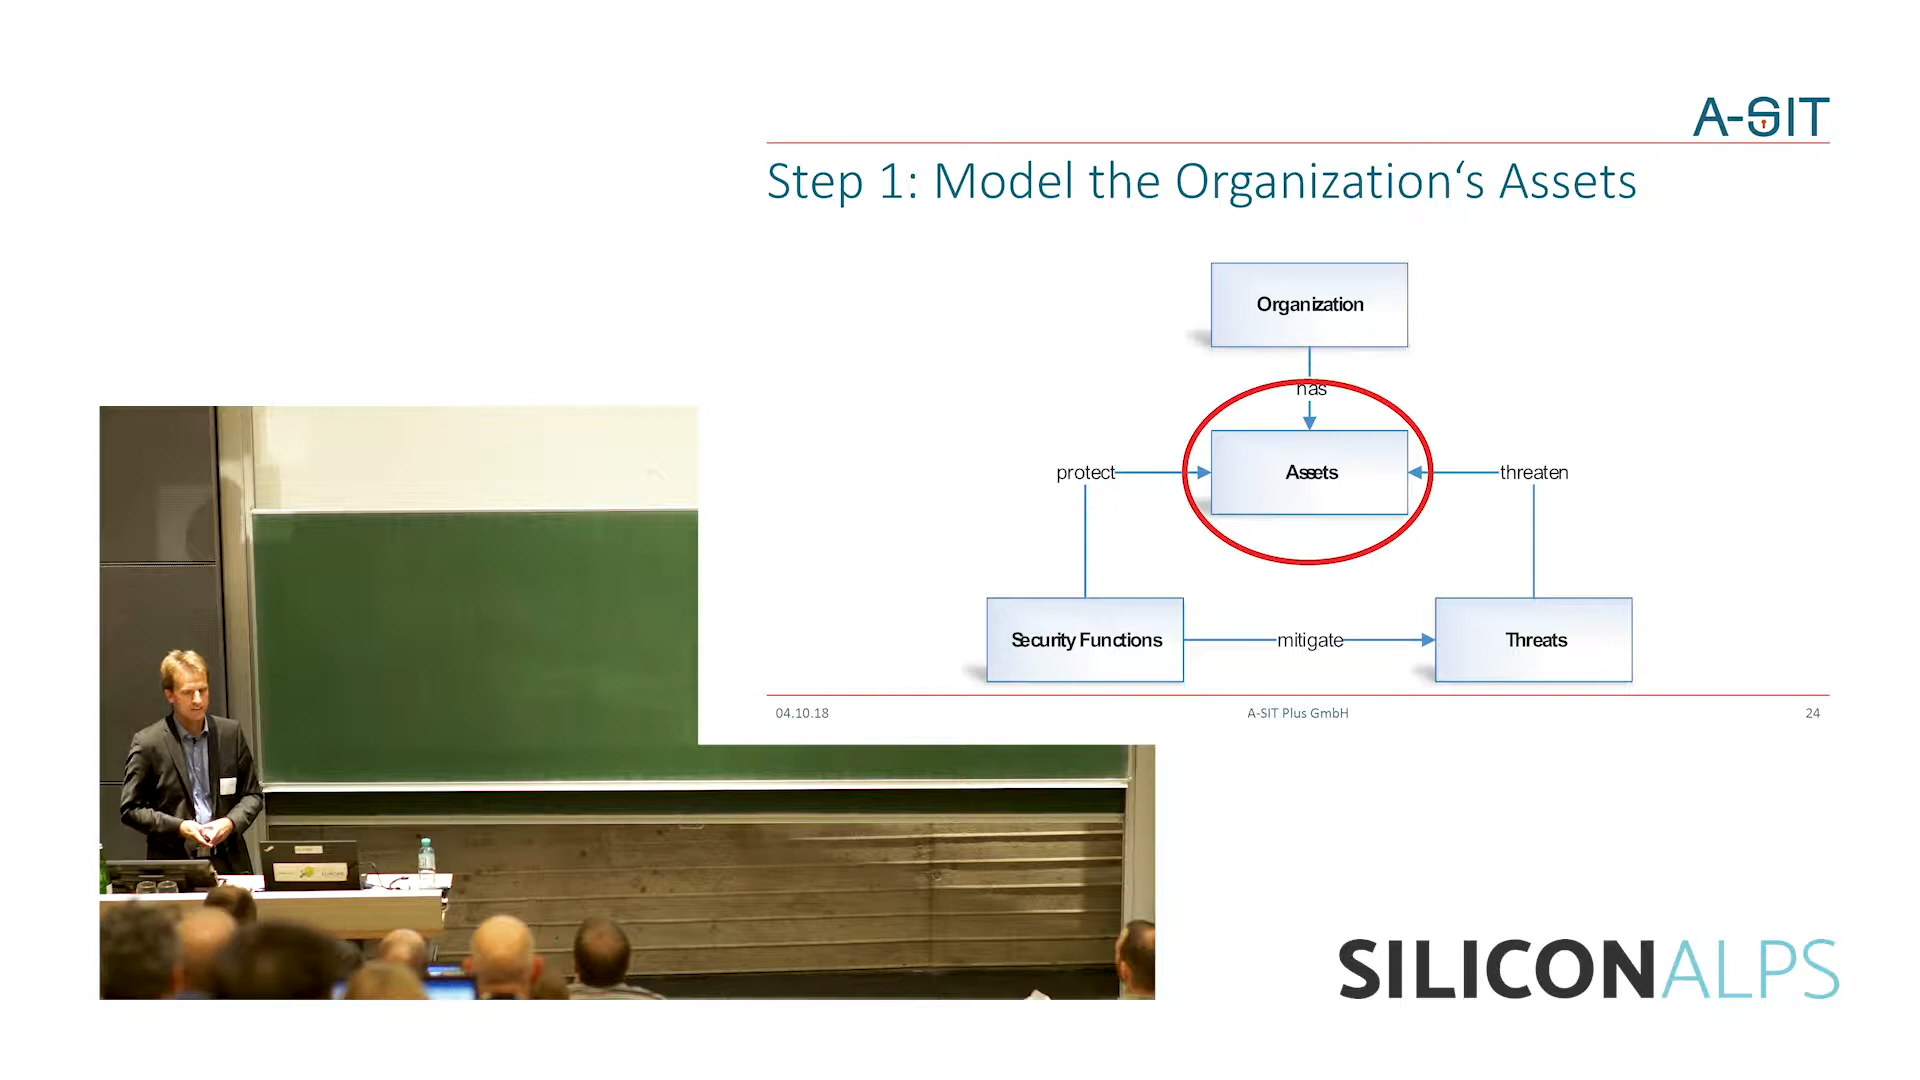 A-SIT
Step 1: Model the Organization‘s Assets
Organization
has
protect
Assets
threaten
Security Functions
mitigate
Threats
04.10.18
A-SIT Plus GmbH
24
SILICONALPS